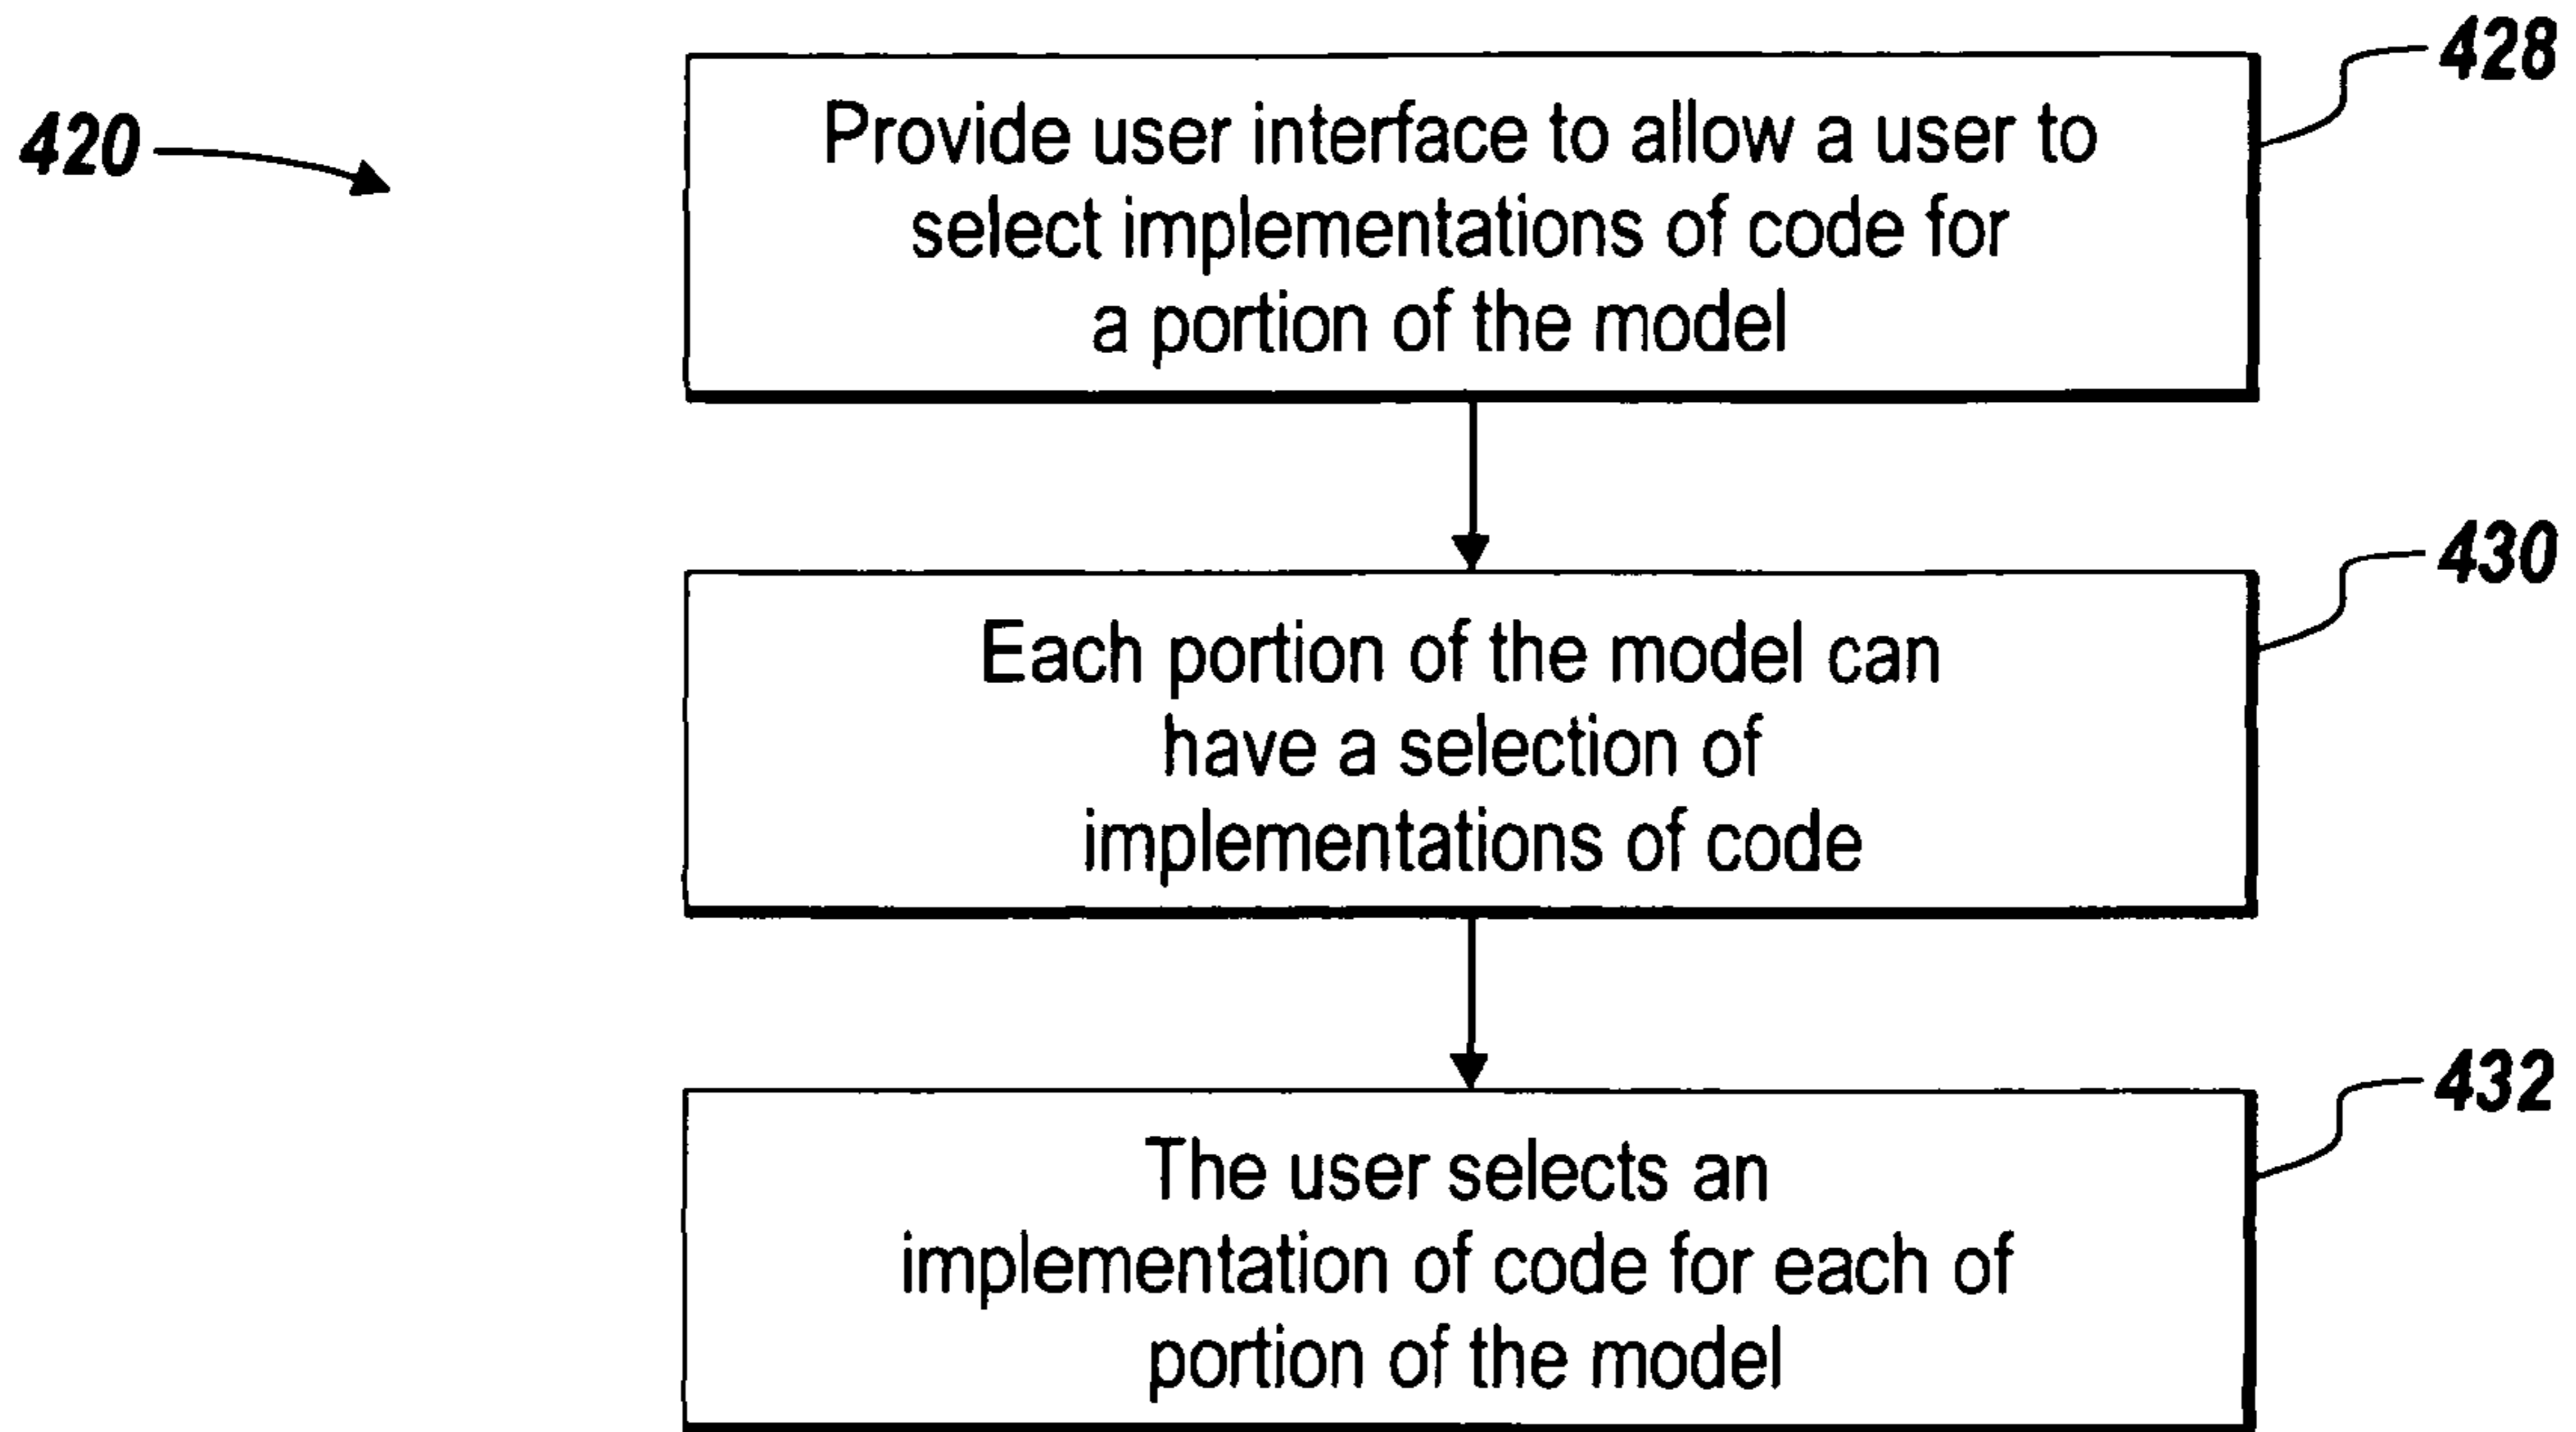 428
420
Provide user interface to allow a user to
select implementations of code for
a portion of the model
430
Each portion of the model can
have a selection of
implementations of code
432
The user selects an
implementation of code for each of
portion of the model